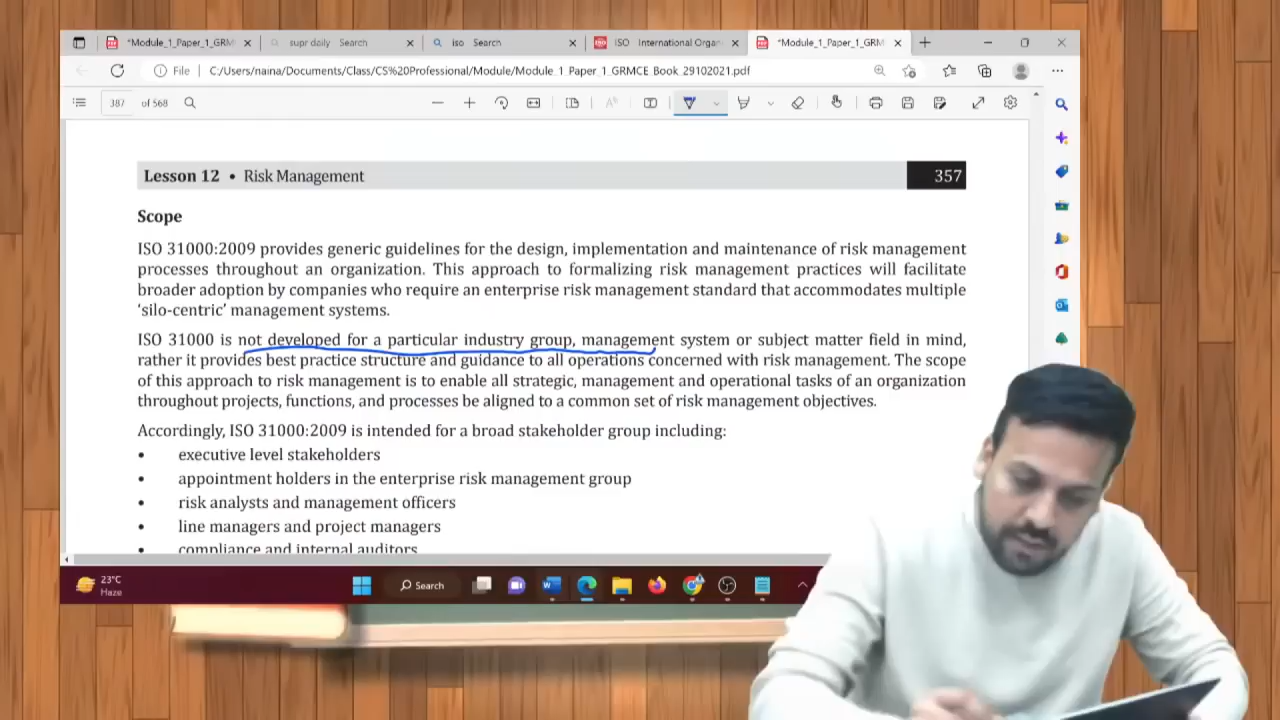 *Module_1_Paper_1_GRM
supr daily Search
iso Search
ISO International Orga
*Module_1_Paper_1_GRM
File
C:/Users/naina/Documents/Class/CS%20Professional/Module/Module_1_Paper_1_GRMCE_Book_29102021.pdf
387 of 568
Lesson 12 • Risk Management 357
Scope
ISO 31000:2009 provides generic guidelines for the design, implementation and maintenance of risk management
processes throughout an organization. This approach to formalizing risk management practices will facilitate
broader adoption by companies who require an enterprise risk management standard that accommodates multiple
‘silo-centric’ management systems.
ISO 31000 is not developed for a particular industry group, management system or subject matter field in mind,
rather it provides best practice structure and guidance to all operations concerned with risk management. The scope
of this approach to risk management is to enable all strategic, management and operational tasks of an organization
throughout projects, functions, and processes be aligned to a common set of risk management objectives.
Accordingly, ISO 31000:2009 is intended for a broad stakeholder group including:
• executive level stakeholders
• appointment holders in the enterprise risk management group
• risk analysts and management officers
• line managers and project managers
• compliance and internal auditors
23°C
Haze
Search